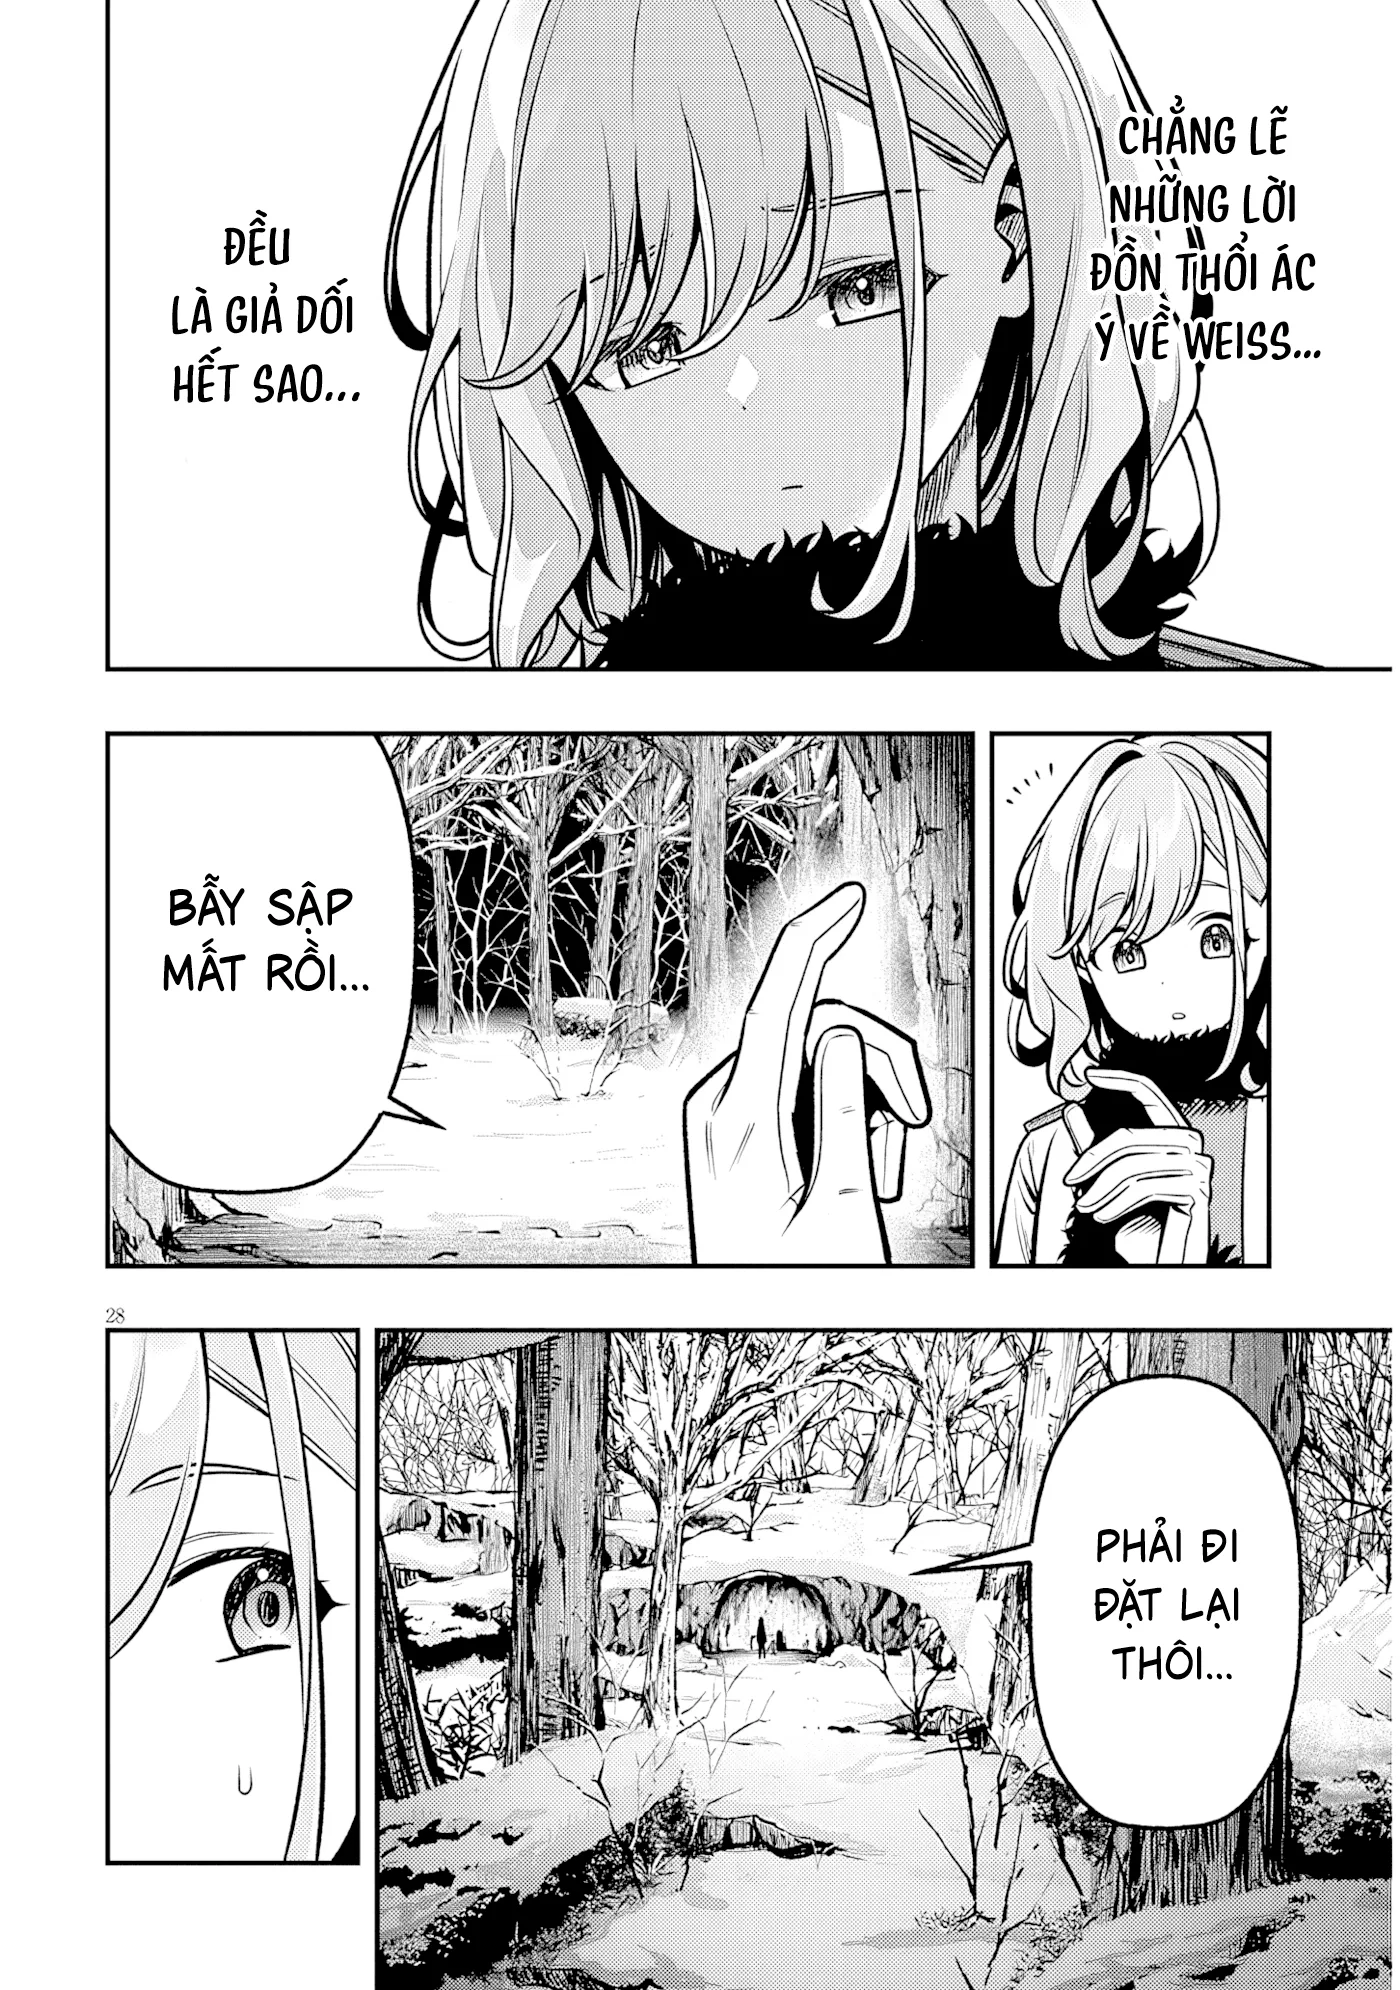 CHẲNG LẼ
NHỮNG LỜI
ĐỒN THỔI ÁC
Ý VỀ WEISS...
ĐỀU
LÀ GIẢ DỐI
HẾT SAO...
BẪY SẬP
MẤT RỒI...
28
PHẢI ĐI
ĐẶT LẠI
THÔI...